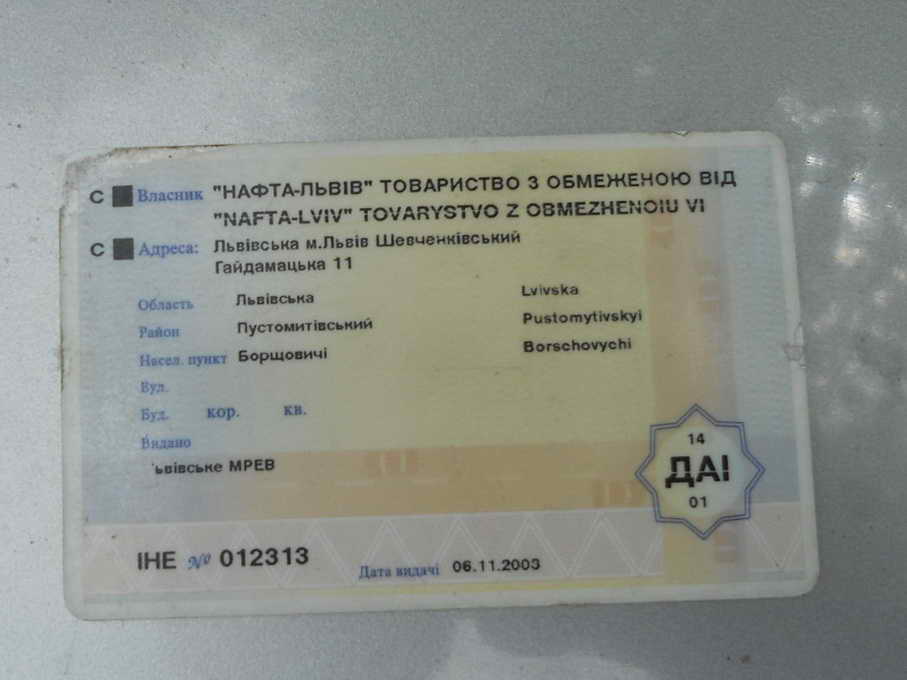 C Власник "НАФТА-ЛЬВІВ" ТОВАРИСТВО З ОБМЕЖЕНОЮ ВІД
"NAFTA-LVIV" TOVARYSTVO Z OBMEZHENOIU VI
C Адреса: Львівська м.Львів Шевченківський
Гайдамацька 11
Область Львівська Lvivska
Район Пустомитівський Pustomytivskyi
Насел. пункт Борщовичі Borschovychi
Вул.
Буд. кор. кв.
Видано
ьвівське МРЕВ
14
ДАІ
01
ІНЕ № 012313 Дата видачі 06.11.2003